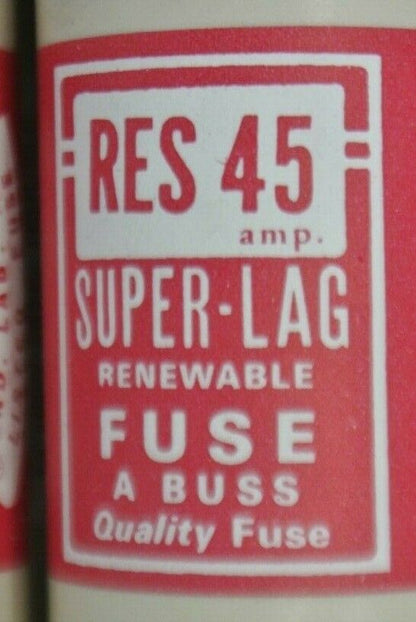 RES 45
amp.
SUPER-LAG
RENEWABLE
FUSE
A BUSS
Quality Fuse